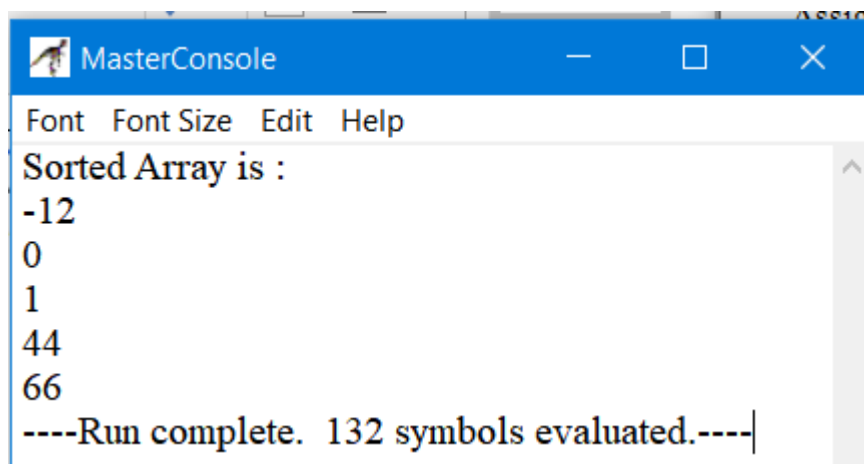 MasterConsole
Font Font Size Edit Help
Sorted Array is :
-12
0
1
44
66
----Run complete.  132 symbols evaluated.----